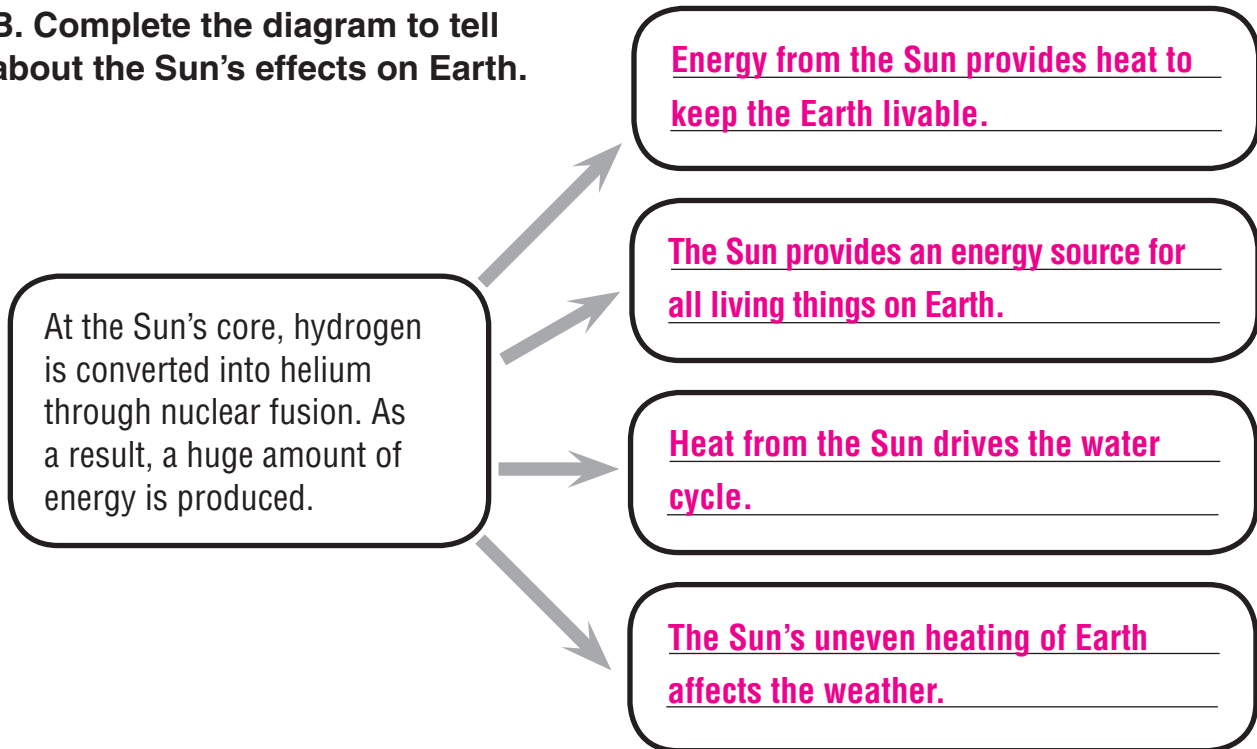 B. Complete the diagram to tell
about the Sun's effects on Earth.
Energy from the Sun provides heat to
keep the Earth livable.
The Sun provides an energy source for
all living things on Earth.
At the Sun's core, hydrogen
is converted into helium
through nuclear fusion. As
a result, a huge amount of
energy is produced.
Heat from the Sun drives the water
cycle.
The Sun's uneven heating of Earth
affects the weather.